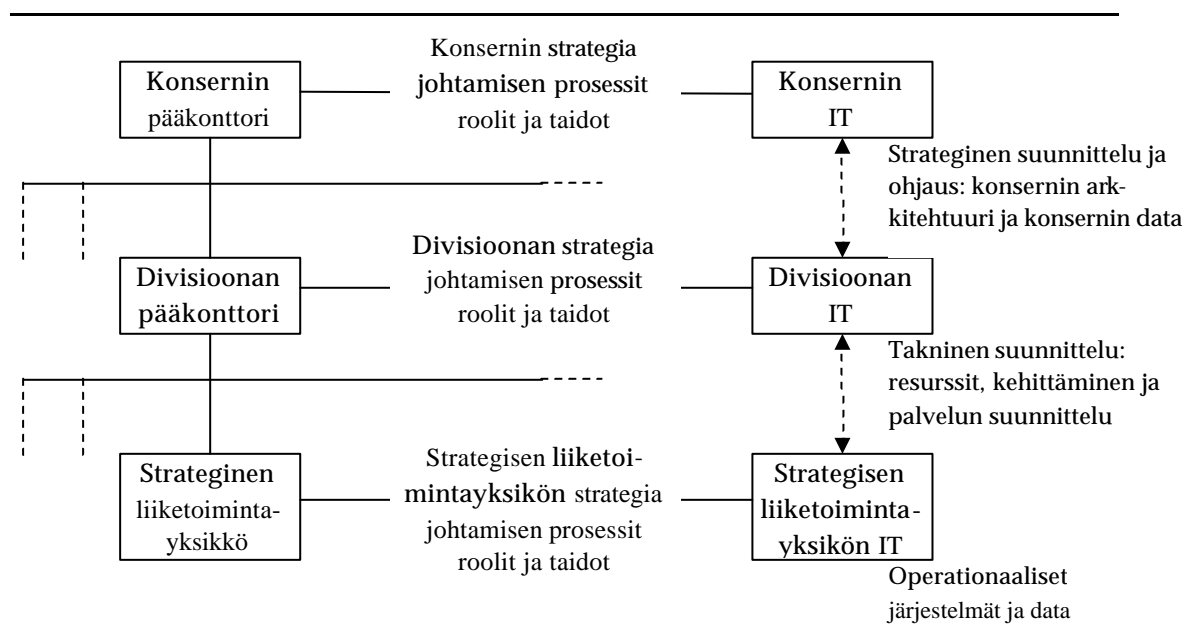 Konsernin
pääkonttori
Konsernin strategia
johtamisen prosessit
roolit ja taidot
Konsernin
IT
Strateginen suunnittelu ja
ohjaus: konsernin ark-
kitehtuuri ja konsernin data
Divisioonan
pääkonttori
Divisioonan strategia
johtamisen prosessit
roolit ja taidot
Divisioonan
IT
Takninen suunnittelu:
resurssit, kehittäminen ja
palvelun suunnittelu
Strateginen
liiketoiminta-
yksikkö
Strategisen liiketoi-
mintayksikön strategia
johtamisen prosessit
roolit ja taidot
Strategisen
liiketoiminta-
yksikön IT
Operationaaliset
järjestelmät ja data